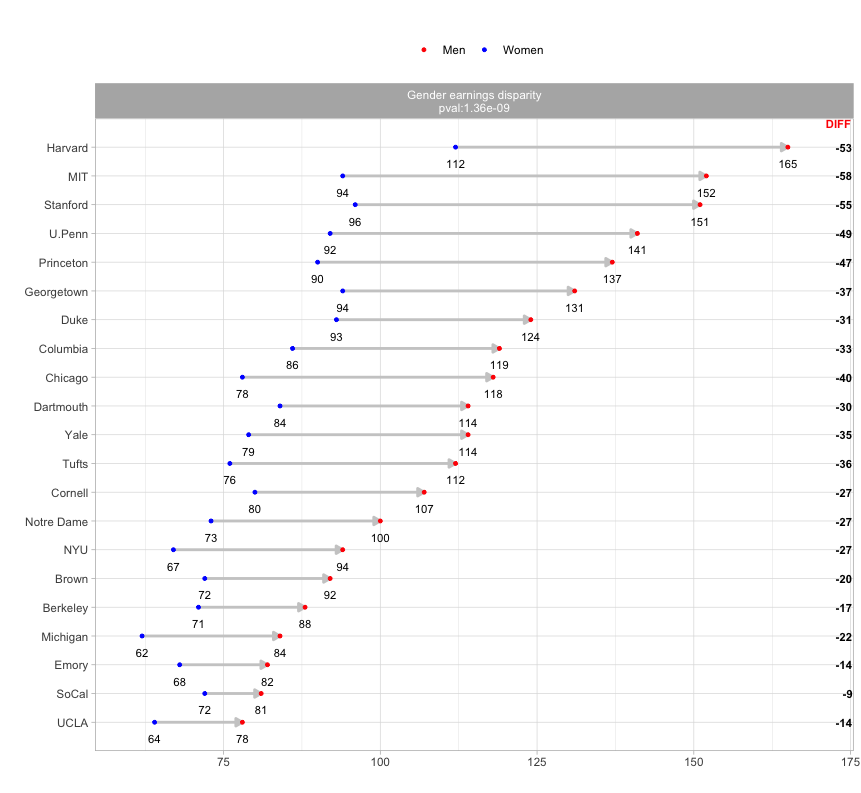 Men Women
Gender earnings disparity
pval:1.36e-09
DIFF
Harvard -53
112 165
MIT -58
94 152
Stanford -55
96 151
U.Penn -49
92 141
Princeton -47
90 137
Georgetown -37
94 131
Duke -31
93 124
Columbia -33
86 119
Chicago -40
78 118
Dartmouth -30
84 114
Yale -35
79 114
Tufts -36
76 112
Cornell -27
80 107
Notre Dame -27
73 100
NYU -27
67 94
Brown -20
72 92
Berkeley -17
71 88
Michigan -22
62 84
Emory -14
68 82
SoCal -9
72 81
UCLA -14
64 78
75 100 125 150 175